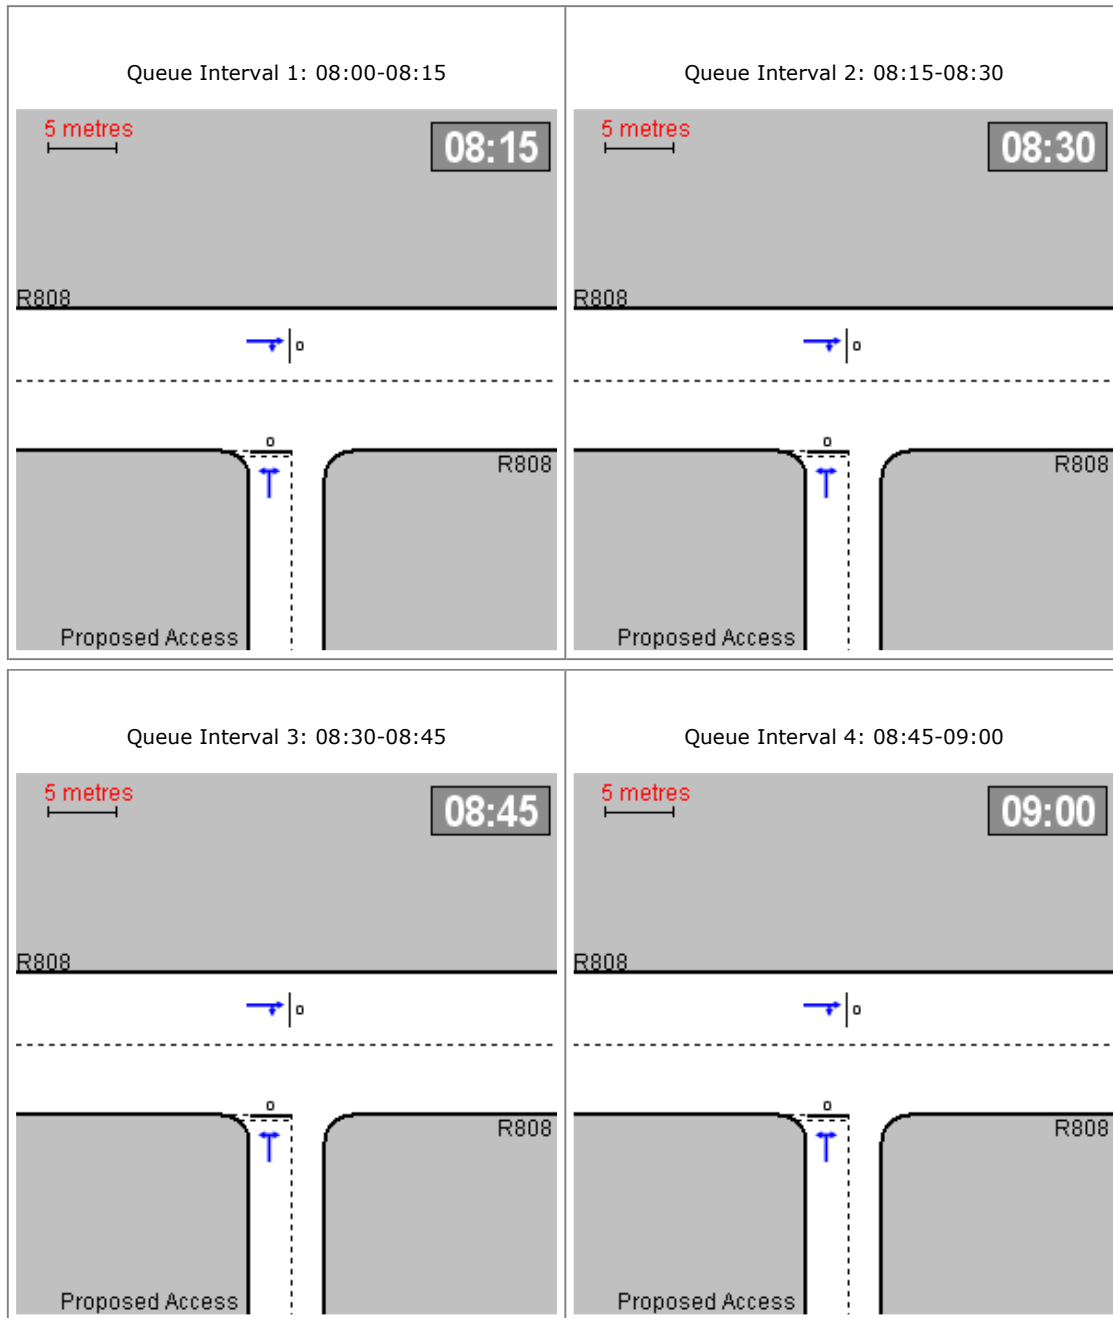 Queue Interval 1: 08:00-08:15
5 metres
08:15
R808
0
0
R808
Proposed Access
Queue Interval 2: 08:15-08:30
5 metres
08:30
R808
0
0
R808
Proposed Access
Queue Interval 3: 08:30-08:45
5 metres
08:45
R808
0
0
R808
Proposed Access
Queue Interval 4: 08:45-09:00
5 metres
09:00
R808
0
0
R808
Proposed Access